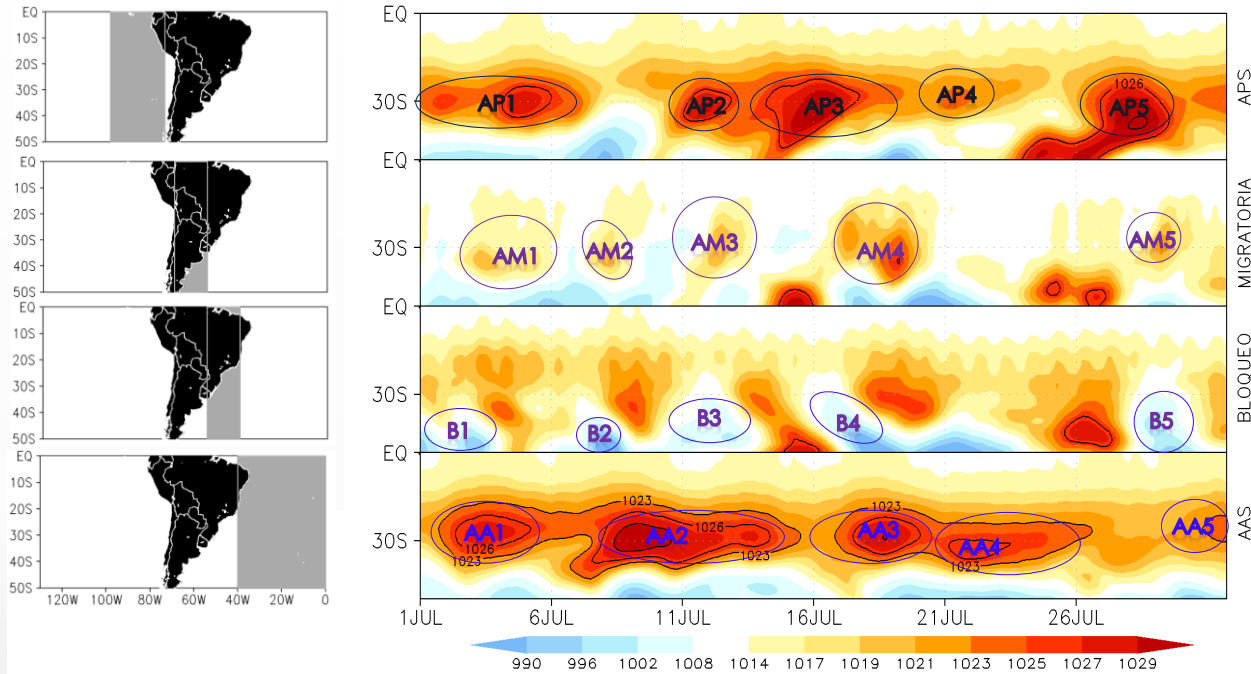 EQ
10S
20S
30S
40S
50S
EQ
10S
20S
30S
40S
50S
EQ
10S
20S
30S
40S
50S
EQ
10S
20S
30S
40S
50S
120W 100W 80W 60W 40W 20W 0
EQ
30S
AP1 AP2 AP3 AP4 AP5
1026
APS
EQ
30S
AM1 AM2 AM3 AM4 AM5
MIGRATORIA
EQ
30S
B1 B2 B3 B4 B5
BLOQUEO
EQ
30S
AA1 AA2 AA3 AA4 AA5
1026
1023
1023
1026
1023
1023
1023
AAS
1JUL 6JUL 11JUL 16JUL 21JUL 26JUL
990 996 1002 1008 1014 1017 1019 1021 1023 1025 1027 1029